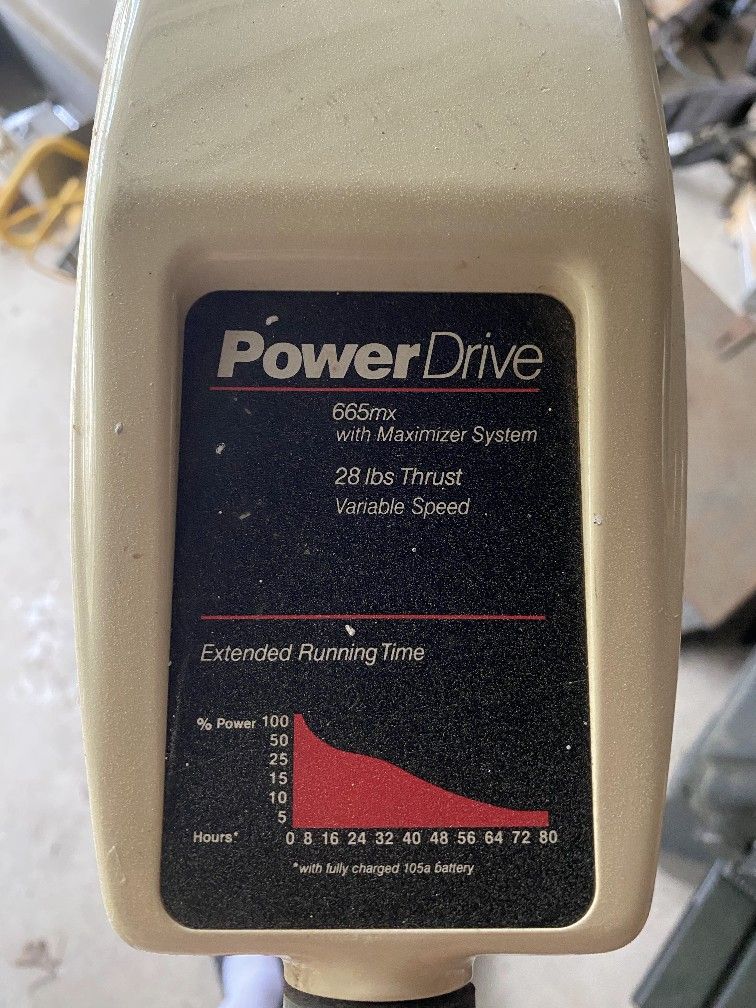 PowerDrive
665mx
with Maximizer System
28 lbs Thrust
Variable Speed
Extended Running Time
% Power 100
50
25
15
10
5
Hours* 0 8 16 24 32 40 48 56 64 72 80
*with fully charged 105a battery